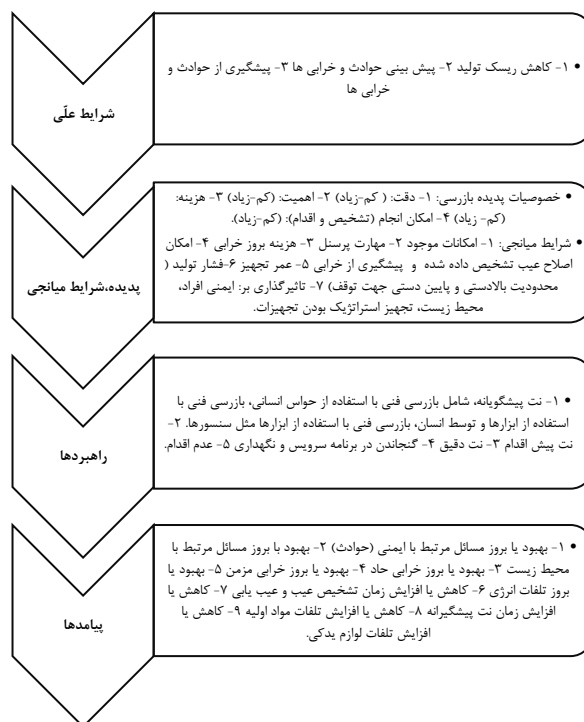 شرایط علّی
• ۱- کاهش ریسک تولید ۲- پیش بینی حوادث و خرابی ها ۳- پیشگیری از حوادث و
خرابی ها
پدیده،شرایط میانجی
• خصوصیات پدیده بازرسی: ۱- دقت: ( کم-زیاد) ۲- اهمیت: (کم-زیاد) ۳- هزینه:
(کم- زیاد) ۴- امکان انجام (تشخیص و اقدام): (کم-زیاد).
• شرایط میانجی: ۱- امکانات موجود ۲- مهارت پرسنل ۳- هزینه بروز خرابی ۴- امکان
اصلاح عیب تشخیص داده شده و پیشگیری از خرابی ۵- عمر تجهیز ۶-فشار تولید (
محدودیت بالادستی و پایین دستی جهت توقف) ۷- تاثیرگذاری بر: ایمنی افراد،
محیط زیست، تجهیز استراتژیک بودن تجهیزات.
راهبردها
• ۱- نت پیشگویانه، شامل بازرسی فنی با استفاده از حواس انسانی، بازرسی فنی با
استفاده از ابزارها و توسط انسان، بازرسی فنی با استفاده از ابزارها مثل سنسورها. ۲-
نت پیش اقدام ۳- نت دقیق ۴- گنجاندن در برنامه سرویس و نگهداری ۵- عدم اقدام.
پیامدها
• ۱- بهبود یا بروز مسائل مرتبط با ایمنی (حوادث) ۲- بهبود یا بروز مسائل مرتبط با
محیط زیست ۳- بهبود یا بروز خرابی حاد ۴- بهبود یا بروز خرابی مزمن ۵- بهبود یا
بروز تلفات انرژی ۶- کاهش یا افزایش زمان تشخیص عیب و عیب یابی ۷- کاهش یا
افزایش زمان نت پیشگیرانه ۸- کاهش یا افزایش تلفات مواد اولیه ۹- کاهش یا
افزایش تلفات لوازم یدکی.